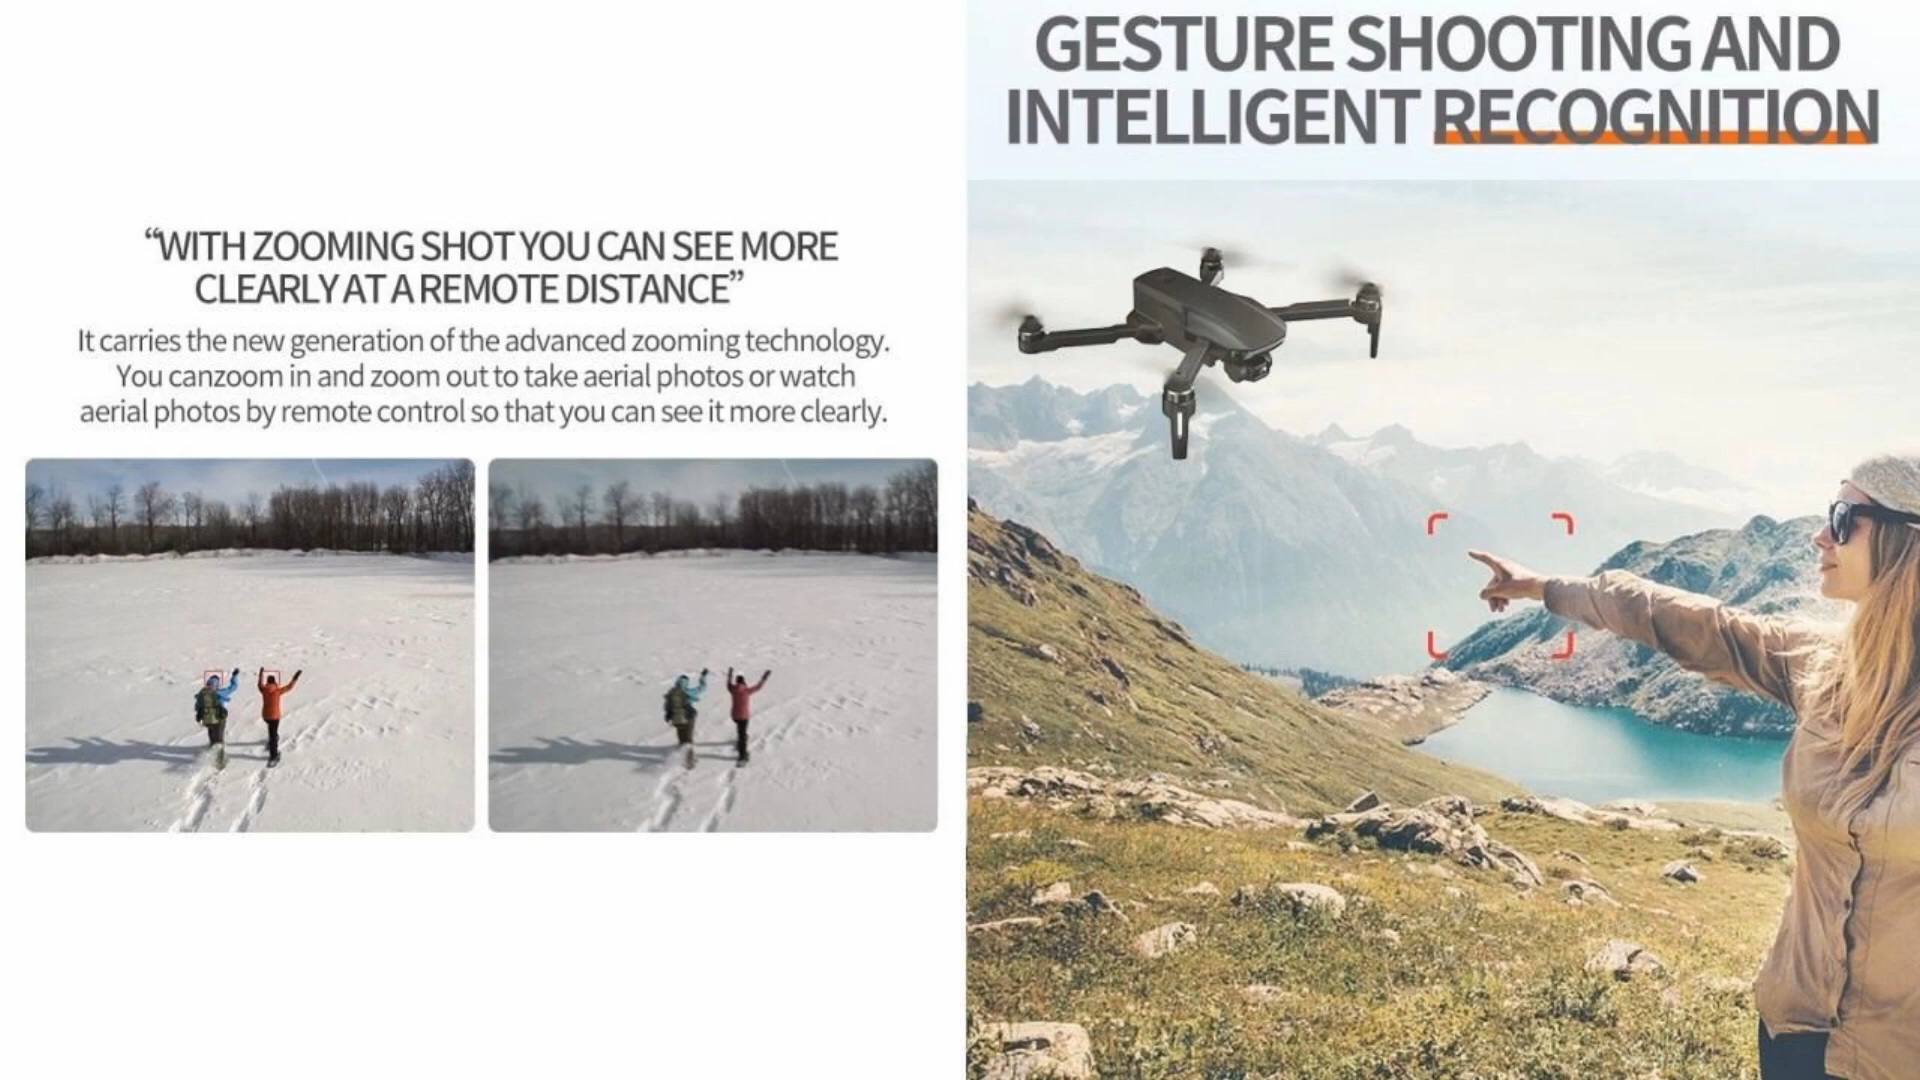 “WITH ZOOMING SHOT YOU CAN SEE MORE
CLEARLY AT A REMOTE DISTANCE”
It carries the new generation of the advanced zooming technology.
You canzoom in and zoom out to take aerial photos or watch
aerial photos by remote control so that you can see it more clearly.
GESTURE SHOOTING AND
INTELLIGENT RECOGNITION